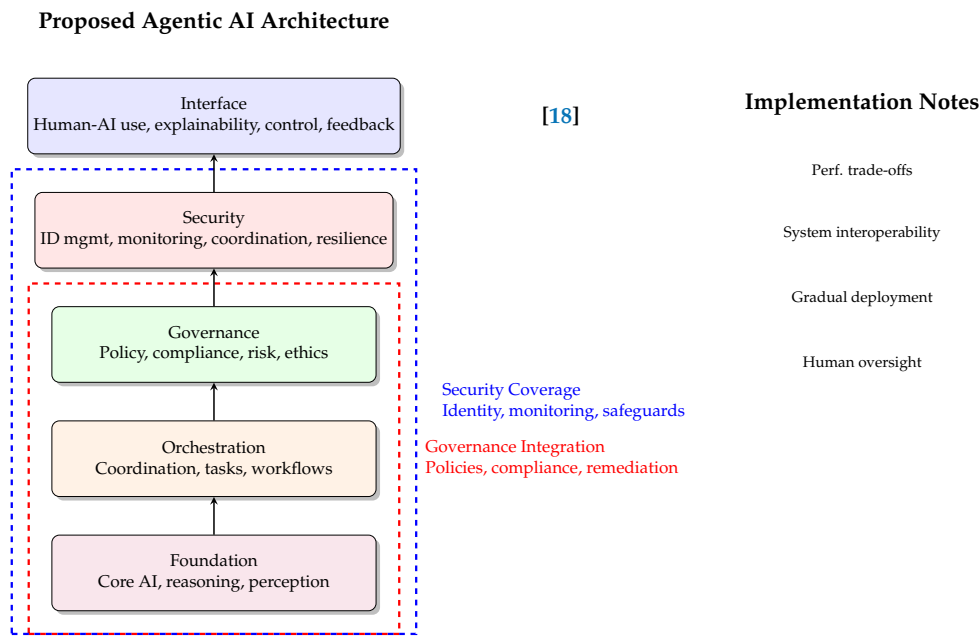 Proposed Agentic AI Architecture
Interface
Human-AI use, explainability, control, feedback
Security
ID mgmt, monitoring, coordination, resilience
Governance
Policy, compliance, risk, ethics
Orchestration
Coordination, tasks, workflows
Foundation
Core AI, reasoning, perception
Security Coverage
Identity, monitoring, safeguards
Governance Integration
Policies, compliance, remediation
[18]
Implementation Notes
Perf. trade-offs
System interoperability
Gradual deployment
Human oversight